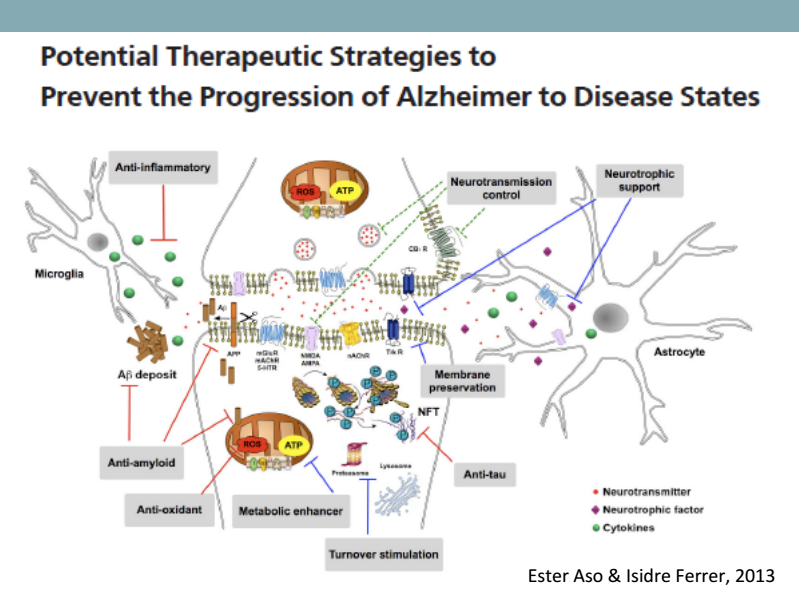 Potential Therapeutic Strategies to
Prevent the Progression of Alzheimer to Disease States
Anti-inflammatory
Neurotransmission
control
Neurotrophic
support
ROS
ATP
CB₁ R
Microglia
Aβ
APP
mGluR
mAChR
5-HTR
NMDA
AMPA
nAChR
Trk R
Astrocyte
Aβ deposit
Membrane
preservation
P
NFT
Anti-amyloid
ROS
ATP
Proteasome
Lysosome
Anti-tau
Anti-oxidant
Metabolic enhancer
Turnover stimulation
Neurotransmitter
Neurotrophic factor
Cytokines
Ester Aso & Isidre Ferrer, 2013